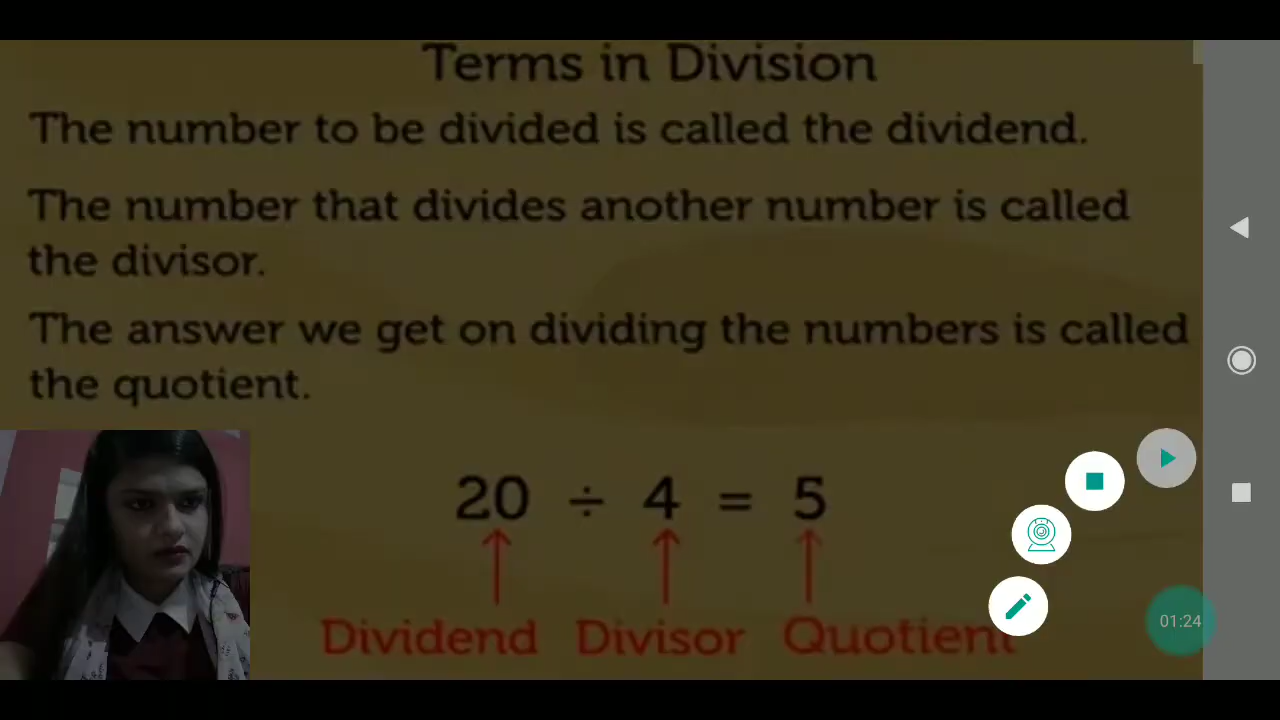 Terms in Division
The number to be divided is called the dividend.
The number that divides another number is called
the divisor.
The answer we get on dividing the numbers is called
the quotient.
20 ÷ 4 = 5
Dividend Divisor Quotient
01:24